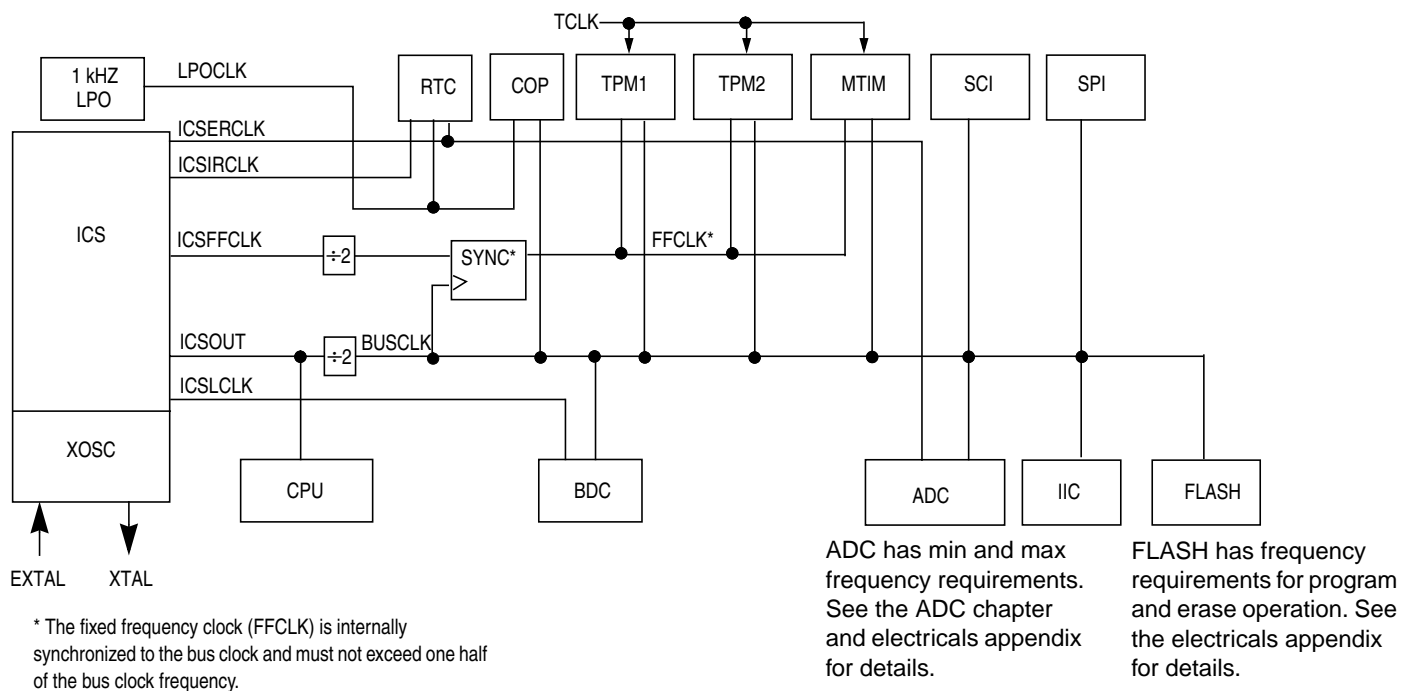 TCLK
1 kHZ
LPO
LPOCLK
RTC
COP
TPM1
TPM2
MTIM
SCI
SPI
ICSERCLK
ICSIRCLK
ICS
ICSFFCLK
÷2
SYNC*
FFCLK*
ICSOUT
÷2
BUSCLK
ICSLCLK
XOSC
CPU
BDC
ADC
IIC
FLASH
EXTAL
XTAL
ADC has min and max
frequency requirements.
See the ADC chapter
and electricals appendix
for details.
FLASH has frequency
requirements for program
and erase operation. See
the electricals appendix
for details.
* The fixed frequency clock (FFCLK) is internally
synchronized to the bus clock and must not exceed one half
of the bus clock frequency.